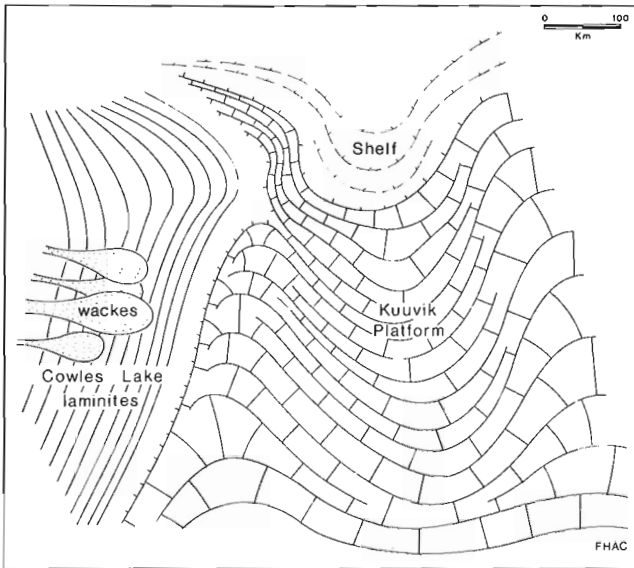 0 100
Km
Shelf
Kuuvik
Platform
wackes
Cowles Lake
laminites
FHAC